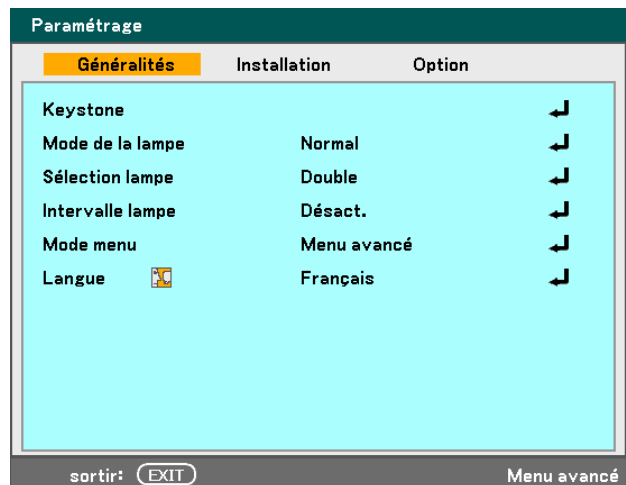 Paramétrage
Généralités Installation Option
Keystone
Mode de la lampe Normal
Sélection lampe Double
Intervalle lampe Désact.
Mode menu Menu avancé
Langue Français
sortir: EXIT Menu avancé